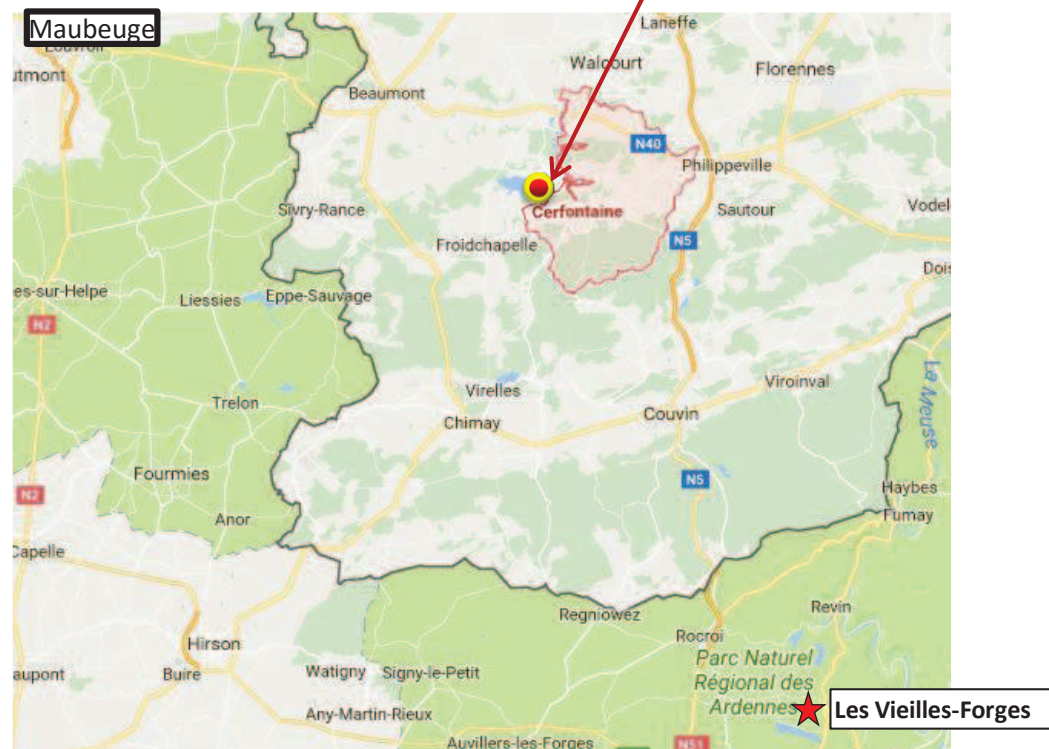 Maubeuge
Laneffe
Walcourt
Florennes
utmont
Beaumont
N40
Philippeville
Sivry-Rance
Cerfontaine
Sautour
Vodel
Froidchapelle
N5
Dois
es-sur-Helpe
Liessies
Eppe-Sauvage
N2
La Meuse
Virelles
Viroinval
Trelon
Chimay
Couvin
Fourmies
N5
Haybes
N2
Anor
Fumay
Capelle
Regniowez
Revin
Hirson
Rocroi
Parc Naturel
Régional des
Ardennes
aupont
Buire
Watigny
Signy-le-Petit
Les Vieilles-Forges
Any-Martin-Rieux
Auvillers-les-Forges
N51